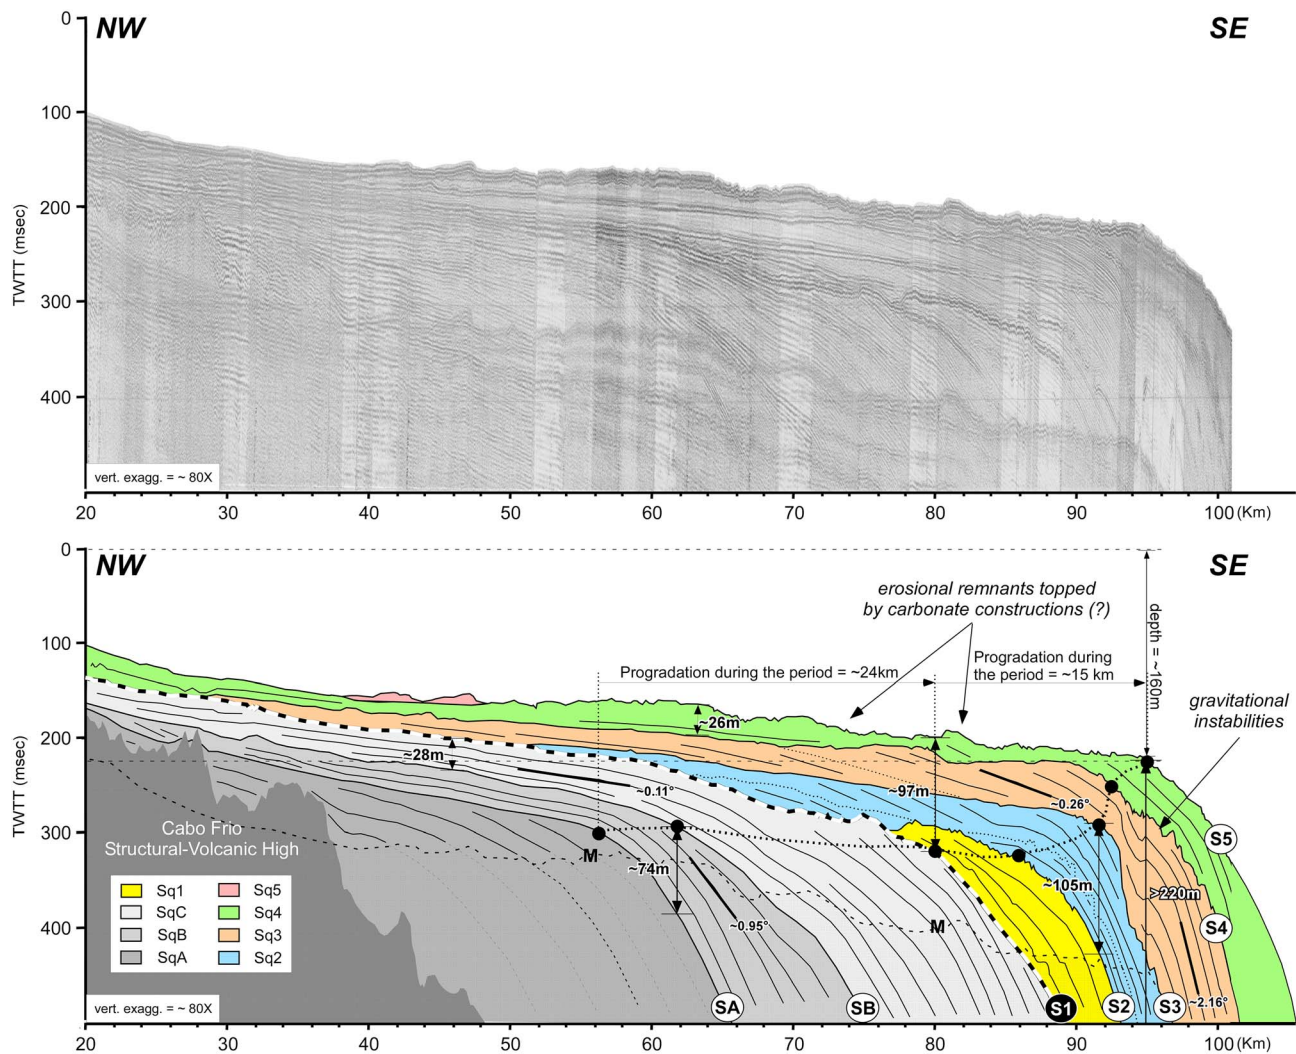 0
NW
SE
100
200
TWTT (msec)
300
400
vert. exagg. = ~ 80X
20
30
40
50
60
70
80
90
100 (Km)
0
NW
SE
erosional remnants topped
by carbonate constructions (?)
depth = ~160m
100
Progradation during the period = ~24km
Progradation during
the period = ~15 km
gravitational
instabilities
~26m
200
~28m
TWTT (msec)
~0.11°
~97m
~0.26°
300
Cabo Frio
Structural-Volcanic High
M
~74m
~105m
>220m
S5
Sq1
Sq5
SqC
Sq4
SqB
Sq3
SqA
Sq2
400
~0.95°
M
S4
~2.16°
vert. exagg. = ~ 80X
SA
SB
S1
S2
S3
20
30
40
50
60
70
80
90
100 (Km)